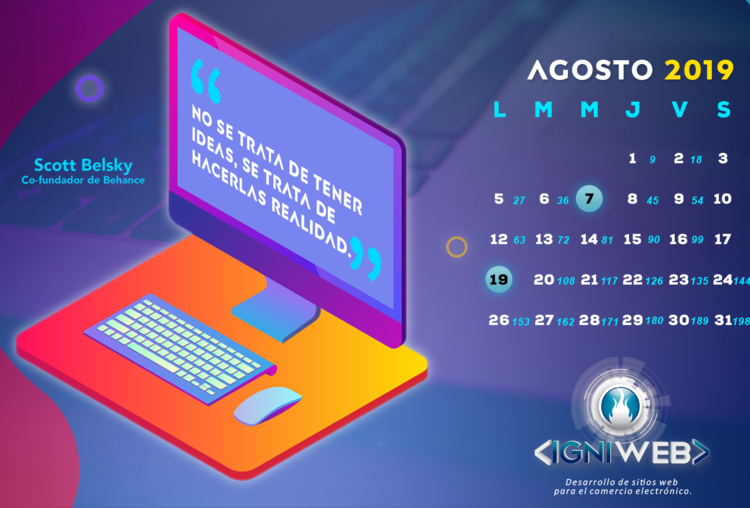 AGOSTO 2019
L M M J V S
1 9 2 18 3
5 27 6 36 7 8 45 9 54 10
12 63 13 72 14 81 15 90 16 99 17
19 20 108 21 117 22 126 23 135 24 144
26 153 27 162 28 171 29 180 30 189 31 198
“
NO SE TRATA DE TENER
IDEAS, SE TRATA DE
HACERLAS REALIDAD.
”
Scott Belsky
Co-fundador de Behance
<IGNIWEB>
Desarrollo de sitios web
para el comercio electrónico.